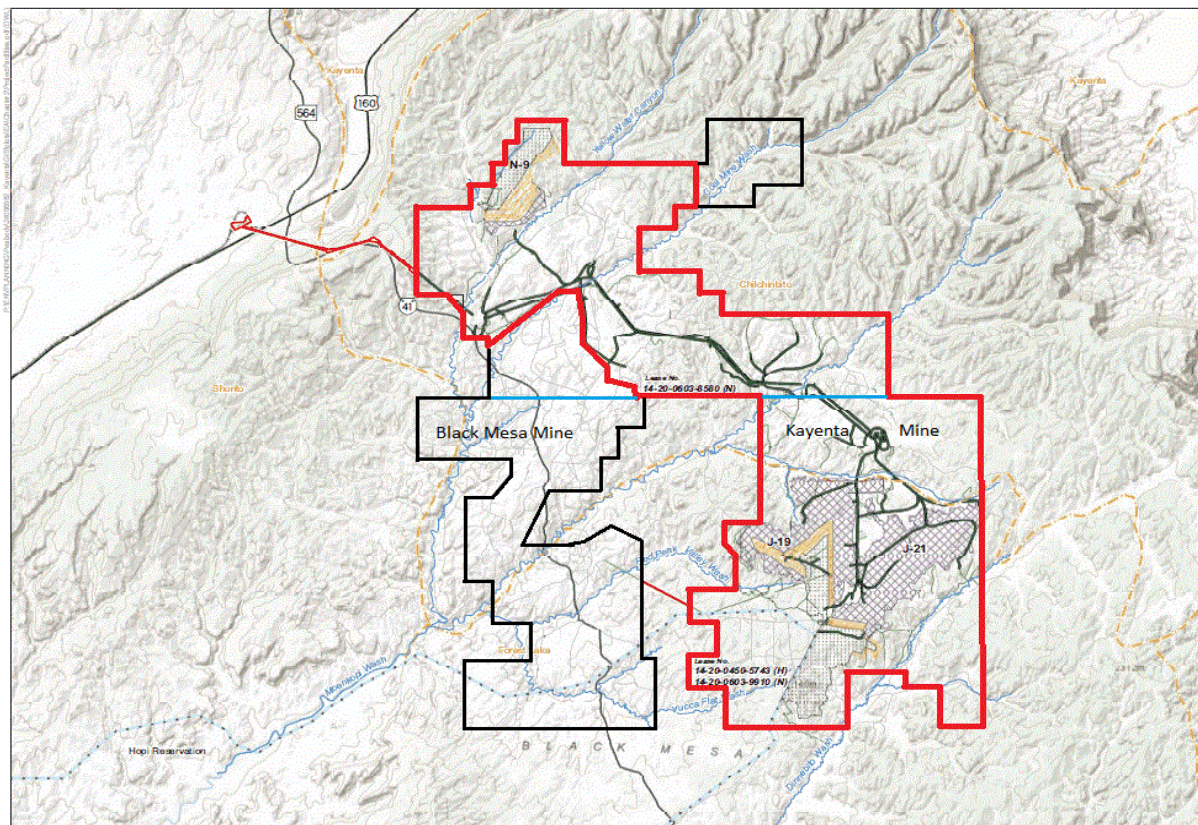 Kayenta
Kayenta
160
564
Yellow Water Canyon
N-9
Coal Mine Wash
41
Chilchinbito
Shonto
Lease No.
14-20-0603-8580 (N)
Black Mesa Mine
Kayenta Mine
J-19
J-21
Red Peak Valley Wash
Forest Lake
Lease No.
14-20-0450-5743 (H)
14-20-0603-9910 (N)
Moenkopi Wash
Yucca Flat Wash
Hopi Reservation
BLACK MESA
Dinnebito Wash